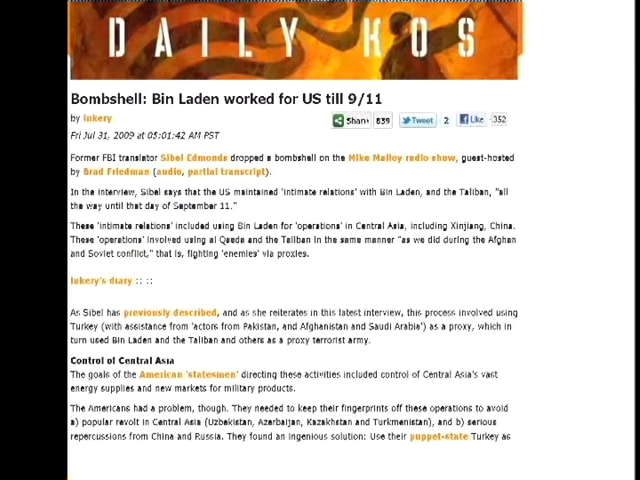 DAILY KOS
Bombshell: Bin Laden worked for US till 9/11
by lukery
Share 839 Tweet 2 Like 352
Fri Jul 31, 2009 at 05:01:42 AM PST
Former FBI translator Sibel Edmonds dropped a bombshell on the Mike Malloy radio show, guest-hosted
by Brad Friedman (audio, partial transcript).
In the interview, Sibel says that the US maintained 'intimate relations' with Bin Laden, and the Taliban, "all
the way until that day of September 11."
These 'intimate relations' included using Bin Laden for 'operations' in Central Asia, including Xinjiang, China.
These 'operations' involved using al Qaeda and the Taliban in the same manner "as we did during the Afghan
and Soviet conflict," that is, fighting 'enemies' via proxies.
lukery's diary :: ::
As Sibel has previously described, and as she reiterates in this latest interview, this process involved using
Turkey (with assistance from 'actors from Pakistan, and Afghanistan and Saudi Arabia') as a proxy, which in
turn used Bin Laden and the Taliban and others as a proxy terrorist army.
Control of Central Asia
The goals of the American 'statesmen' directing these activities included control of Central Asia's vast
energy supplies and new markets for military products.
The Americans had a problem, though. They needed to keep their fingerprints off these operations to avoid
a) popular revolt in Central Asia (Uzbekistan, Azerbaijan, Kazakhstan and Turkmenistan), and b) serious
repercussions from China and Russia. They found an ingenious solution: Use their puppet-state Turkey as